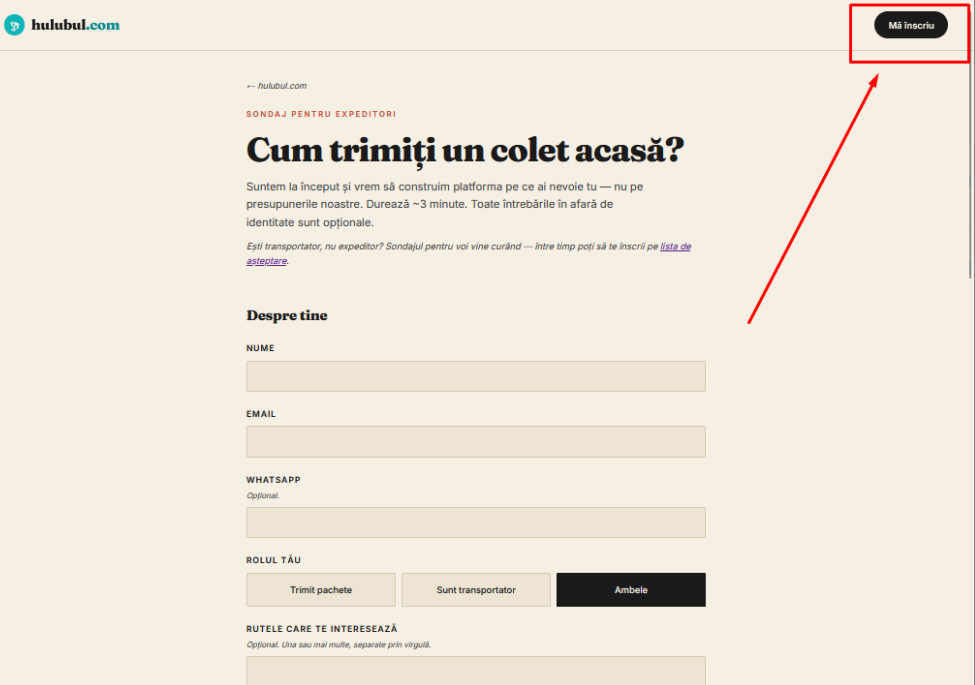 hulubul.com
Mă înscriu
← hulubul.com
SONDAJ PENTRU EXPEDITORI
Cum trimiți un colet acasă?
Suntem la început și vrem să construim platforma pe ce ai nevoie tu — nu pe
presupunerile noastre. Durează ~3 minute. Toate întrebările în afară de
identitate sunt opționale.
Ești transportator, nu expeditor? Sondajul pentru voi vine curând — între timp poți să te înscrii pe lista de
așteptare.
Despre tine
NUME
EMAIL
WHATSAPP
Opțional.
ROLUL TĂU
Trimit pachete
Sunt transportator
Ambele
RUTELE CARE TE INTERESEAZĂ
Opțional. Una sau mai multe, separate prin virgulă.